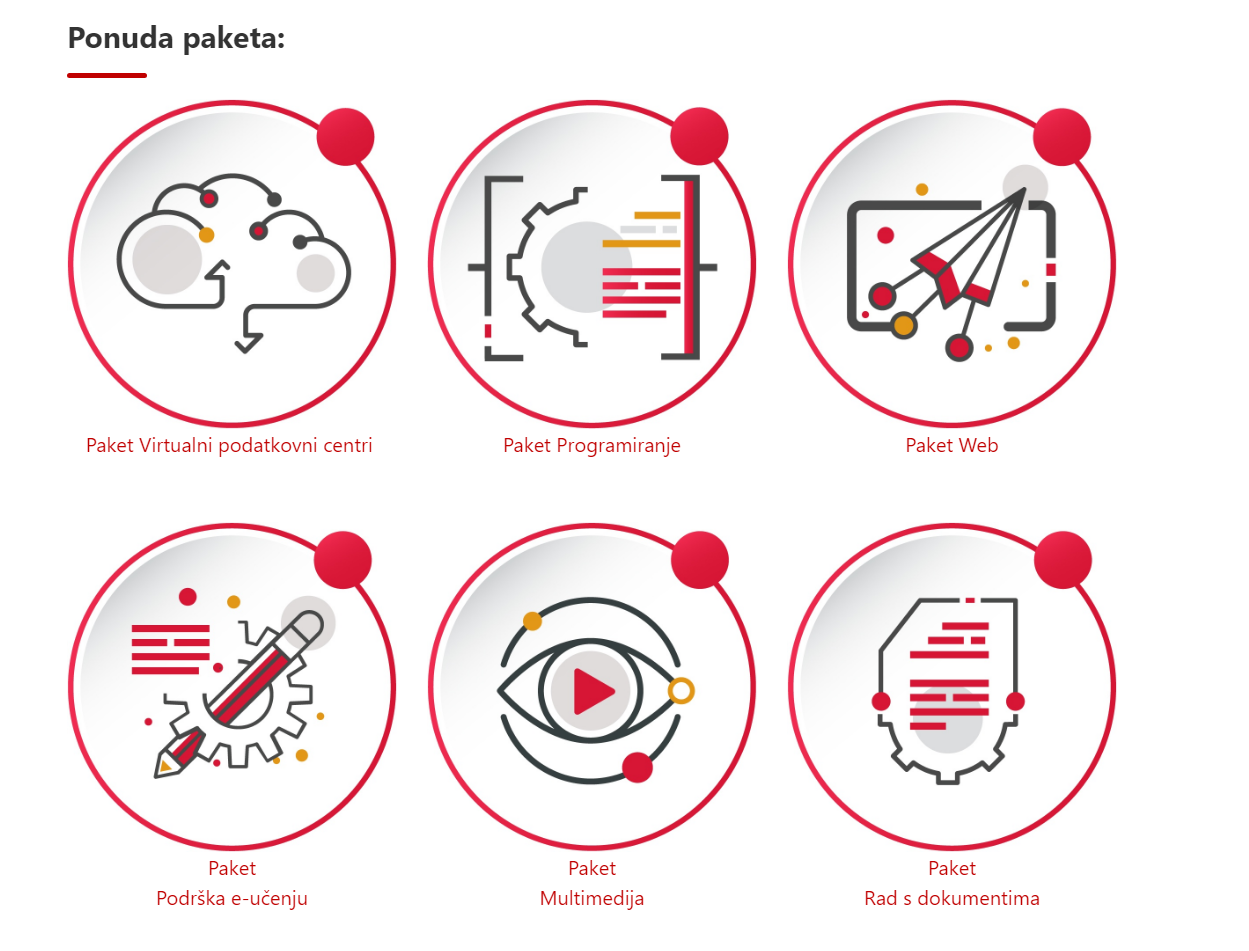 Ponuda paketa:
Paket Virtualni podatkovni centri
Paket Programiranje
Paket Web
Paket
Podrška e-učenju
Paket
Multimedija
Paket
Rad s dokumentima